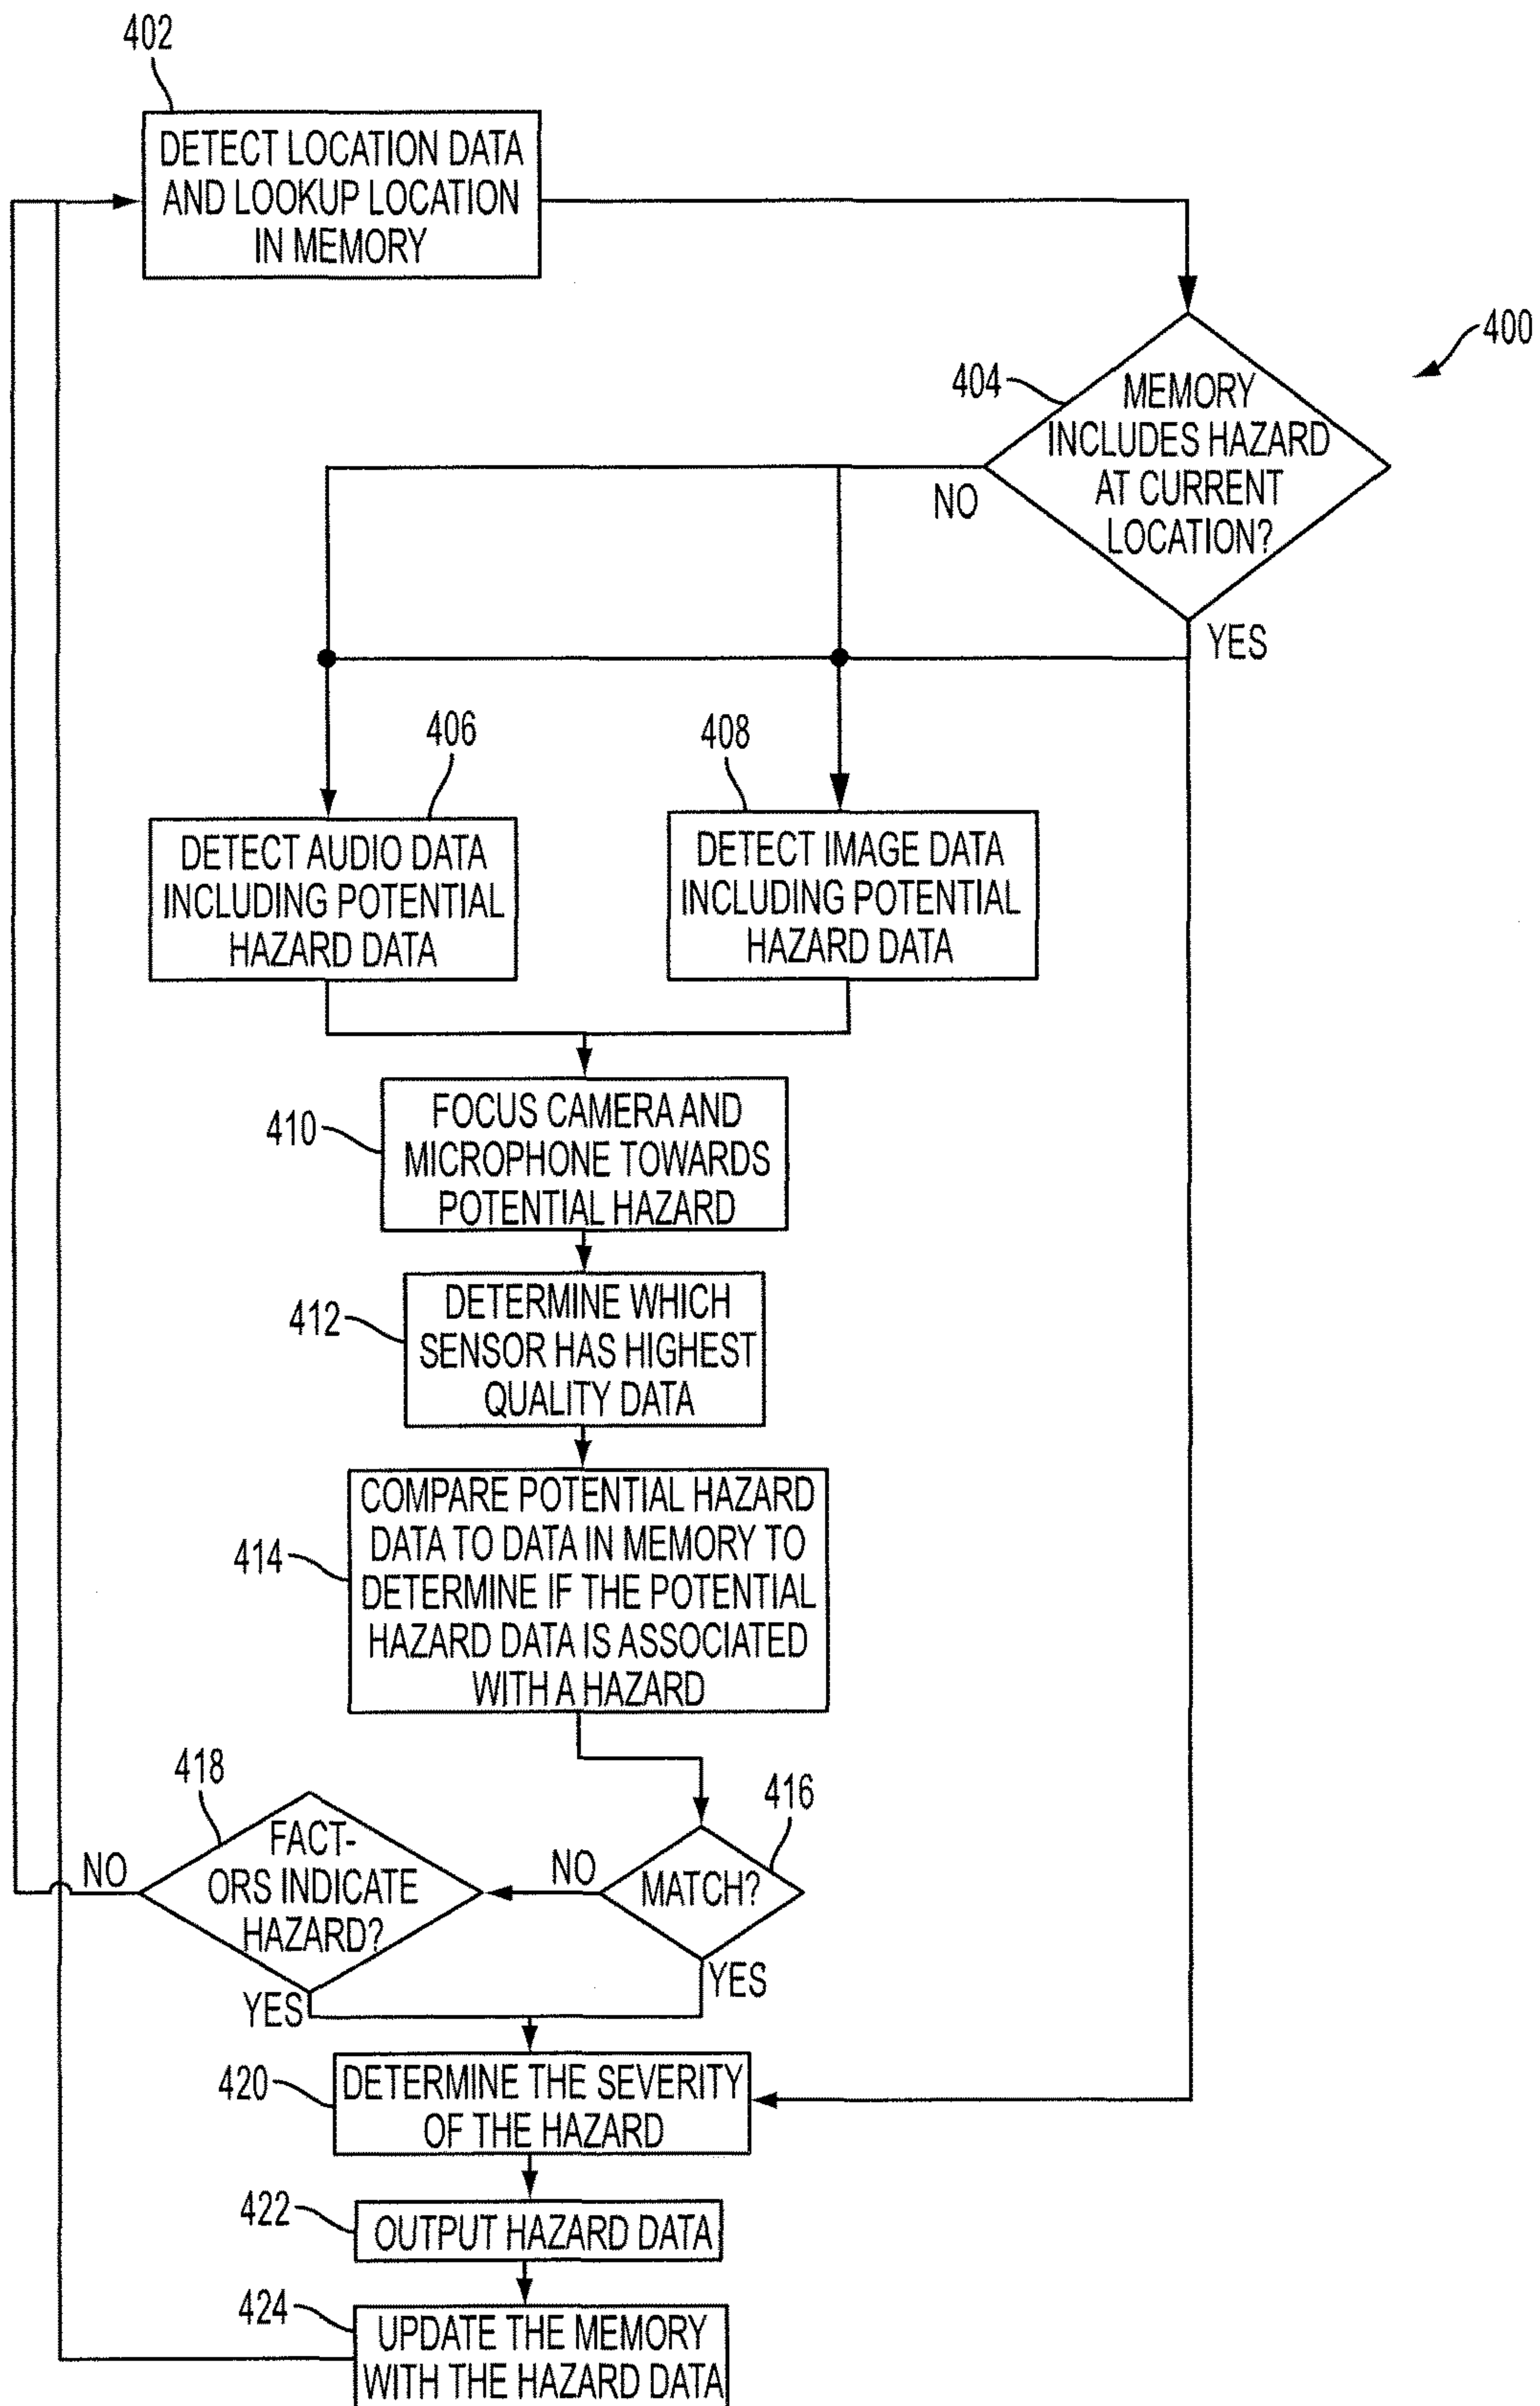 402
DETECT LOCATION DATA
AND LOOKUP LOCATION
IN MEMORY
400
404
MEMORY
INCLUDES HAZARD
AT CURRENT
LOCATION?
NO
YES
406
408
DETECT AUDIO DATA
INCLUDING POTENTIAL
HAZARD DATA
DETECT IMAGE DATA
INCLUDING POTENTIAL
HAZARD DATA
410
FOCUS CAMERA AND
MICROPHONE TOWARDS
POTENTIAL HAZARD
412
DETERMINE WHICH
SENSOR HAS HIGHEST
QUALITY DATA
414
COMPARE POTENTIAL HAZARD
DATA TO DATA IN MEMORY TO
DETERMINE IF THE POTENTIAL
HAZARD DATA IS ASSOCIATED
WITH A HAZARD
418
416
NO
FACT-
ORS INDICATE
HAZARD?
NO
MATCH?
YES
YES
420
DETERMINE THE SEVERITY
OF THE HAZARD
422
OUTPUT HAZARD DATA
424
UPDATE THE MEMORY
WITH THE HAZARD DATA